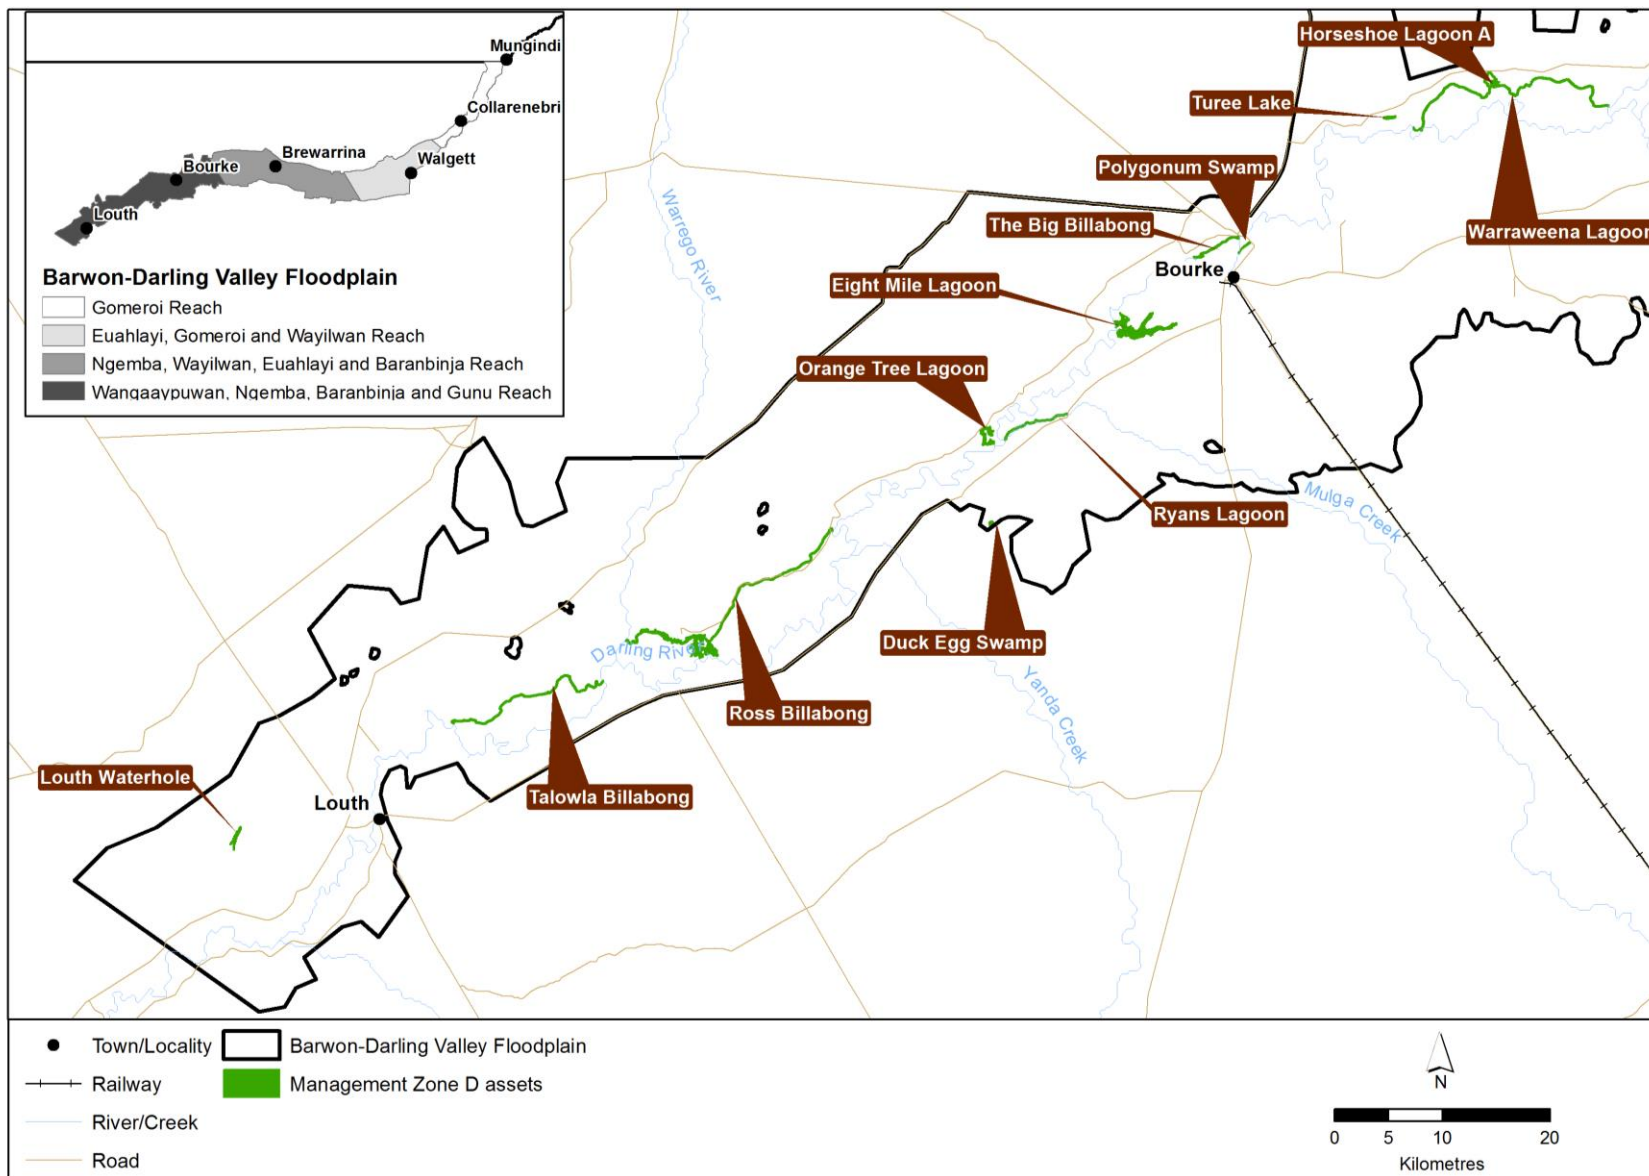 Mungindi
Collarenebri
Brewarrina
Walgett
Bourke
Louth
Barwon-Darling Valley Floodplain
Gomeroi Reach
Euahlayi, Gomeroi and Wayilwan Reach
Ngemba, Wayilwan, Euahlayi and Baranbinja Reach
Wangaaypuwan, Ngemba, Baranbinja and Gunu Reach
Horseshoe Lagoon A
Turee Lake
Polygonum Swamp
Warrego River
The Big Billabong
Warraweena Lagoon
Bourke
Eight Mile Lagoon
Orange Tree Lagoon
Ryans Lagoon
Mulga Creek
Duck Egg Swamp
Darling River
Yanda Creek
Ross Billabong
Louth Waterhole
Talowla Billabong
Louth
Town/Locality
Barwon-Darling Valley Floodplain
Railway
Management Zone D assets
River/Creek
Road
N
0 5 10 20
Kilometres